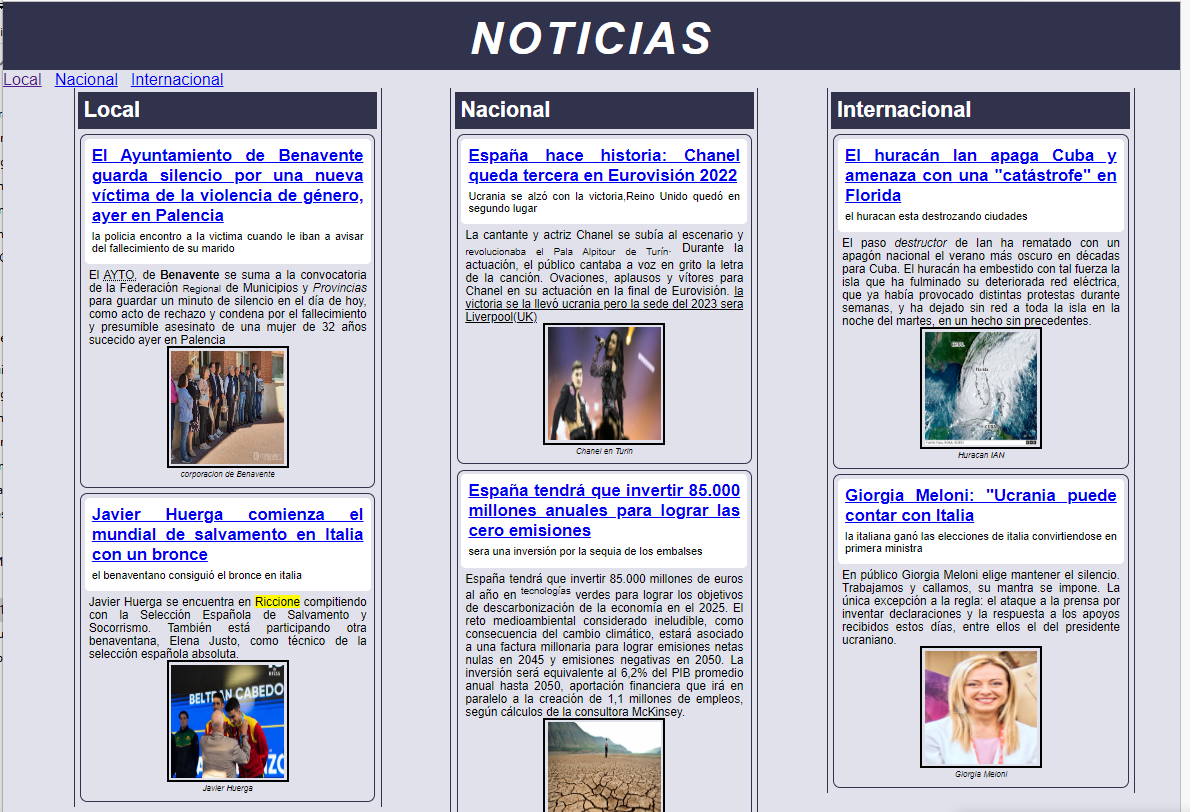 NOTICIAS
Local Nacional Internacional
Local
El Ayuntamiento de Benavente
guarda silencio por una nueva
víctima de la violencia de género,
ayer en Palencia
la policia encontro a la victima cuando le iban a avisar
del fallecimiento de su marido
El AYTO. de Benavente se suma a la convocatoria
de la Federación Regional de Municipios y Provincias
para guardar un minuto de silencio en el día de hoy,
como acto de rechazo y condena por el fallecimiento
y presumible asesinato de una mujer de 32 años
sucecido ayer en Palencia
corporacion de Benavente
Javier Huerga comienza el
mundial de salvamento en Italia
con un bronce
el benaventano consiguió el bronce en italia
Javier Huerga se encuentra en Riccione compitiendo
con la Selección Española de Salvamento y
Socorrismo. También está participando otra
benaventana, Elena Justo, como técnico de la
selección española absoluta.
BELTRAN CABEDO
Javier Huerga
Nacional
España hace historia: Chanel
queda tercera en Eurovisión 2022
Ucrania se alzó con la victoria,Reino Unido quedó en
segundo lugar
La cantante y actriz Chanel se subía al escenario y
revolucionaba el Pala Alpitour de Turín. Durante la
actuación, el público cantaba a voz en grito la letra
de la canción. Ovaciones, aplausos y vítores para
Chanel en su actuación en la final de Eurovisión. la
victoria se la llevó ucrania pero la sede del 2023 sera
Liverpool(UK)
Chanel en Turin
España tendrá que invertir 85.000
millones anuales para lograr las
cero emisiones
sera una inversión por la sequia de los embalses
España tendrá que invertir 85.000 millones de euros
al año en tecnologías verdes para lograr los objetivos
de descarbonización de la economía en el 2025. El
reto medioambiental considerado ineludible, como
consecuencia del cambio climático, estará asociado
a una factura millonaria para lograr emisiones netas
nulas en 2045 y emisiones negativas en 2050. La
inversión será equivalente al 6,2% del PIB promedio
anual hasta 2050, aportación financiera que irá en
paralelo a la creación de 1,1 millones de empleos,
según cálculos de la consultora McKinsey.
Internacional
El huracán Ian apaga Cuba y
amenaza con una "catástrofe" en
Florida
el huracan esta destrozando ciudades
El paso destructor de Ian ha rematado con un
apagón nacional el verano más oscuro en décadas
para Cuba. El huracán ha embestido con tal fuerza la
isla que ha fulminado su deteriorada red eléctrica,
que ya había provocado distintas protestas durante
semanas, y ha dejado sin red a toda la isla en la
noche del martes, en un hecho sin precedentes.
Florida
Huracan IAN
Giorgia Meloni: "Ucrania puede
contar con Italia
la italiana ganó las elecciones de italia convirtiendose en
primera ministra
En público Giorgia Meloni elige mantener el silencio.
Trabajamos y callamos, su mantra se impone. La
única excepción a la regla: el ataque a la prensa por
inventar declaraciones y la respuesta a los apoyos
recibidos estos días, entre ellos el del presidente
ucraniano.
Giorgia Meloni